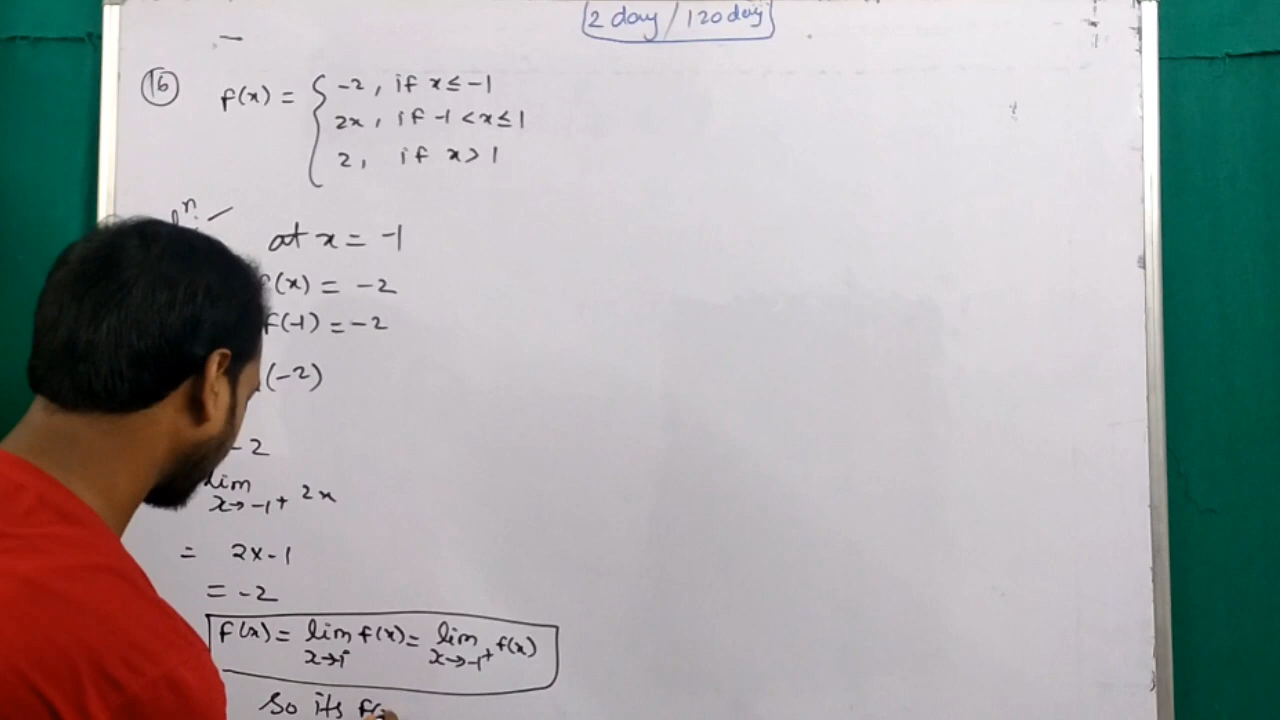 2 day / 120 day
16 f(x) = { -2, if x ≤ -1
2x, if -1 < x ≤ 1
2, if x > 1
at x = -1
f(x) = -2
f(-1) = -2
(-2)
-2
lim x→-1+ 2x
= 2x-1
= -2
f(x) = lim f(x) = lim x→-1+ f(x)
So its